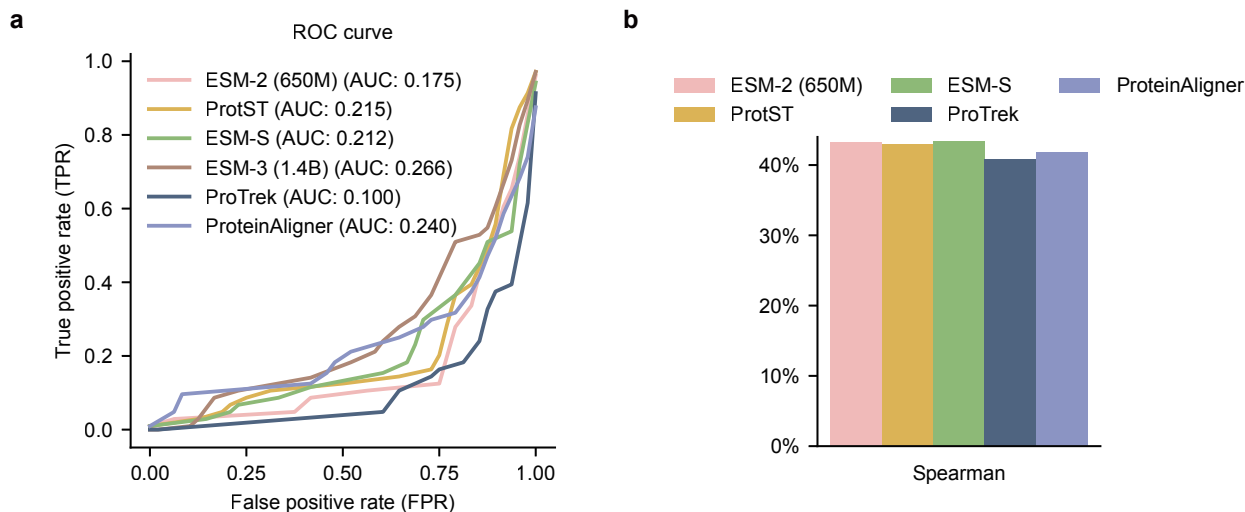 a
ROC curve
1.0
0.8
0.6
0.4
0.2
0.0
True positive rate (TPR)
ESM-2 (650M) (AUC: 0.175)
ProtST (AUC: 0.215)
ESM-S (AUC: 0.212)
ESM-3 (1.4B) (AUC: 0.266)
ProTrek (AUC: 0.100)
ProteinAligner (AUC: 0.240)
0.00 0.25 0.50 0.75 1.00
False positive rate (FPR)
b
ESM-2 (650M) ESM-S ProteinAligner
ProtST ProTrek
40%
30%
20%
10%
0%
Spearman